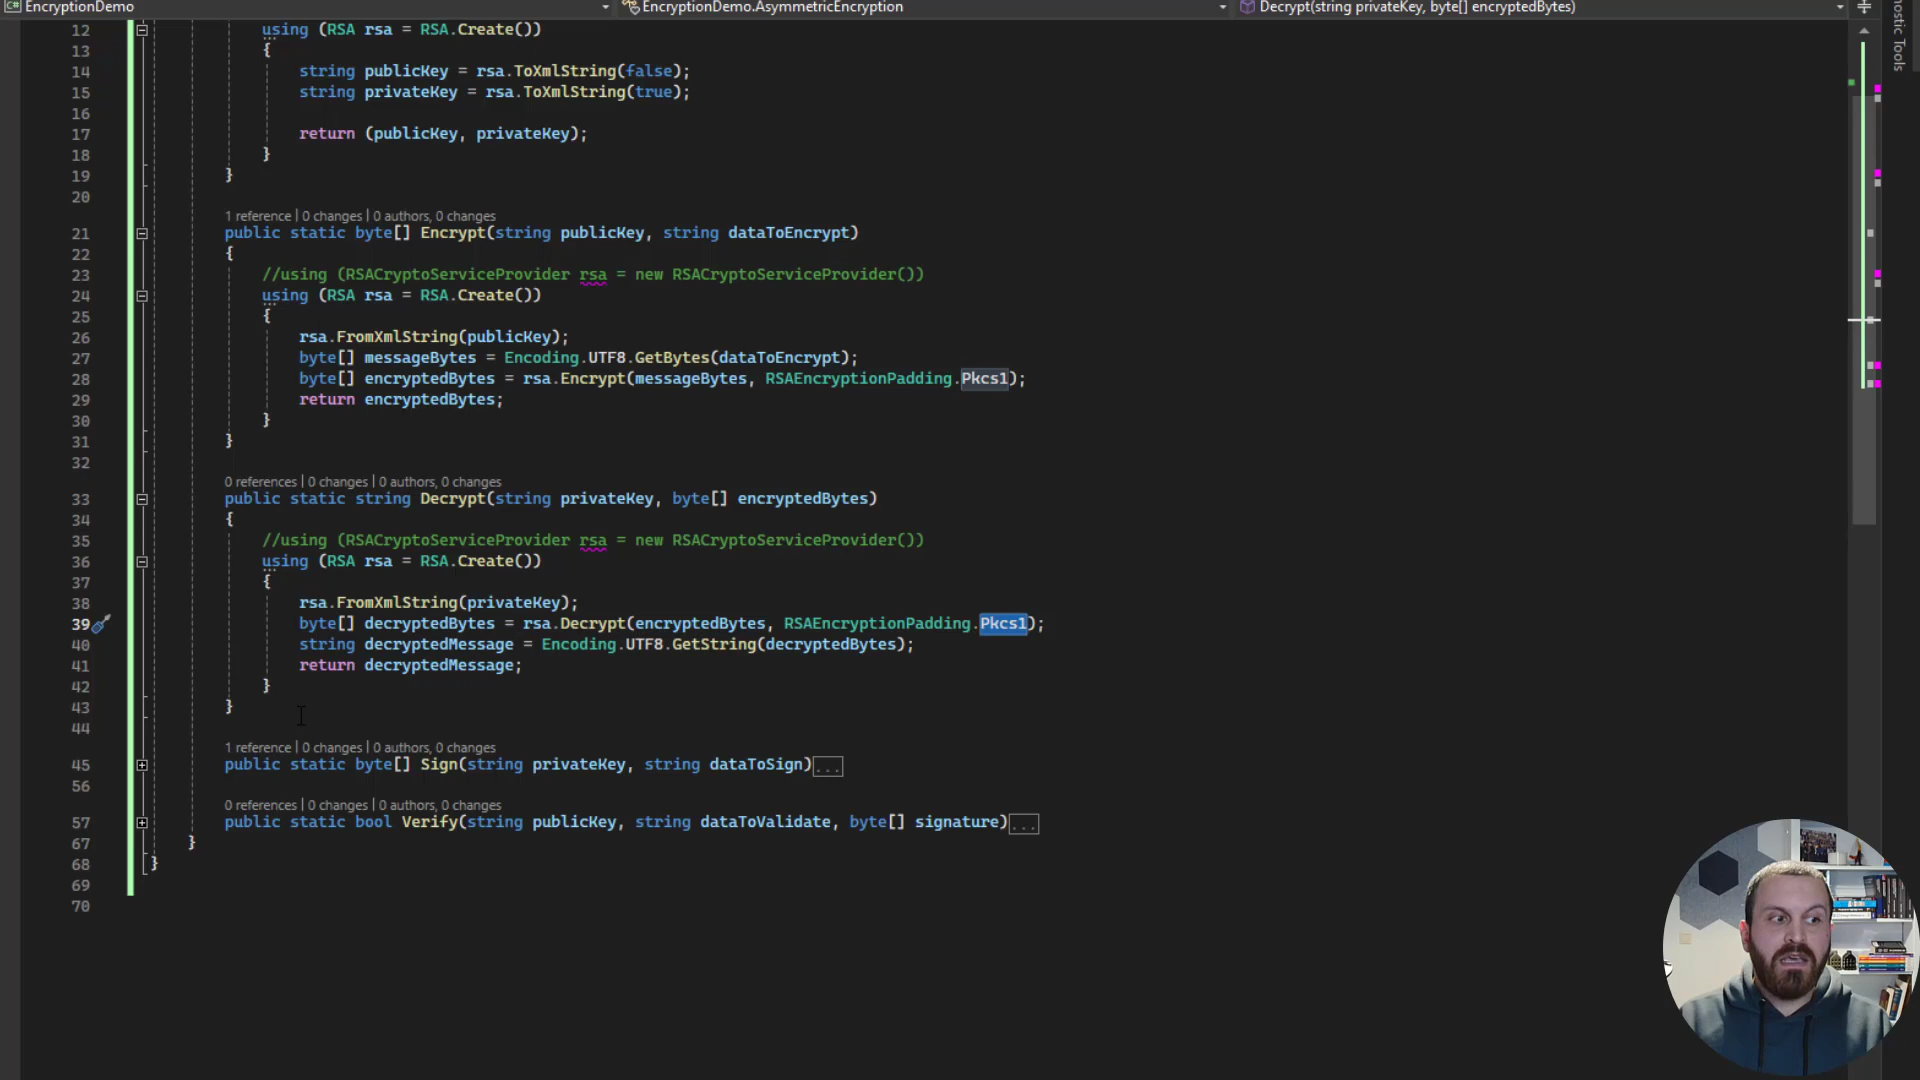 EncryptionDemo
EncryptionDemo.AsymmetricEncryption
Decrypt(string privateKey, byte[] encryptedBytes)
nostic Tools
12 using (RSA rsa = RSA.Create())
13 {
14 string publicKey = rsa.ToXmlString(false);
15 string privateKey = rsa.ToXmlString(true);
16
17 return (publicKey, privateKey);
18 }
19 }
20
1 reference | 0 changes | 0 authors, 0 changes
21 public static byte[] Encrypt(string publicKey, string dataToEncrypt)
22 {
23 //using (RSACryptoServiceProvider rsa = new RSACryptoServiceProvider())
24 using (RSA rsa = RSA.Create())
25 {
26 rsa.FromXmlString(publicKey);
27 byte[] messageBytes = Encoding.UTF8.GetBytes(dataToEncrypt);
28 byte[] encryptedBytes = rsa.Encrypt(messageBytes, RSAEncryptionPadding.Pkcs1);
29 return encryptedBytes;
30 }
31 }
32
0 references | 0 changes | 0 authors, 0 changes
33 public static string Decrypt(string privateKey, byte[] encryptedBytes)
34 {
35 //using (RSACryptoServiceProvider rsa = new RSACryptoServiceProvider())
36 using (RSA rsa = RSA.Create())
37 {
38 rsa.FromXmlString(privateKey);
39 byte[] decryptedBytes = rsa.Decrypt(encryptedBytes, RSAEncryptionPadding.Pkcs1);
40 string decryptedMessage = Encoding.UTF8.GetString(decryptedBytes);
41 return decryptedMessage;
42 }
43 }
44
1 reference | 0 changes | 0 authors, 0 changes
45 public static byte[] Sign(string privateKey, string dataToSign)...
56
0 references | 0 changes | 0 authors, 0 changes
57 public static bool Verify(string publicKey, string dataToValidate, byte[] signature)...
67 }
68 }
69
70